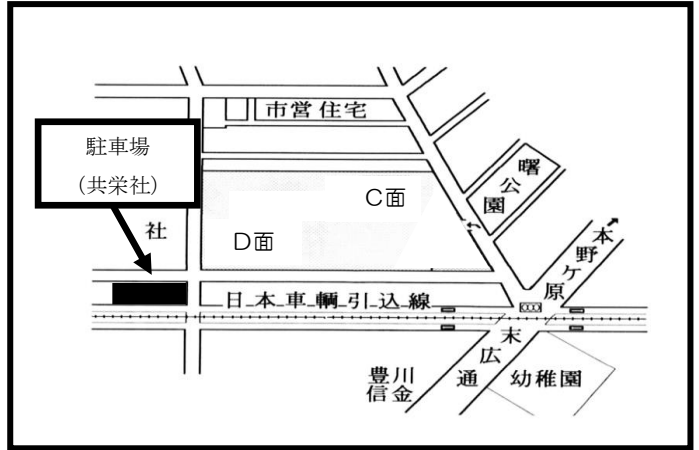 市営住宅
駐車場
（共栄社）
C面
曙公園
社
D面
本野ケ原
日本車輌引込線
末広通
豊川
信金
幼稚園